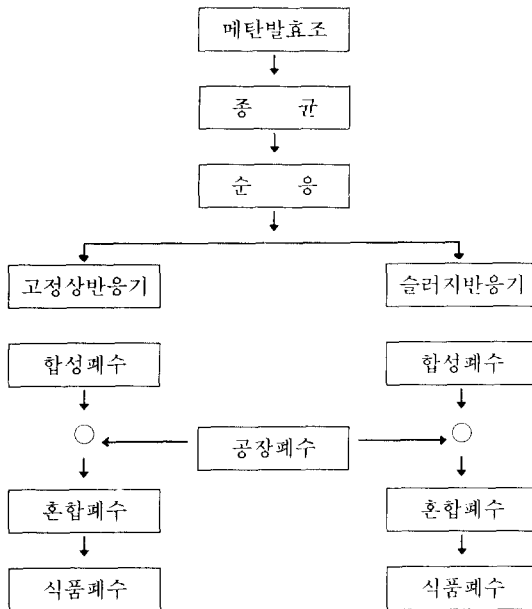 메탄발효조
종 균
순 응
고정상반응기 슬러지반응기
합성폐수 합성폐수
공장폐수
혼합폐수 혼합폐수
식품폐수 식품폐수